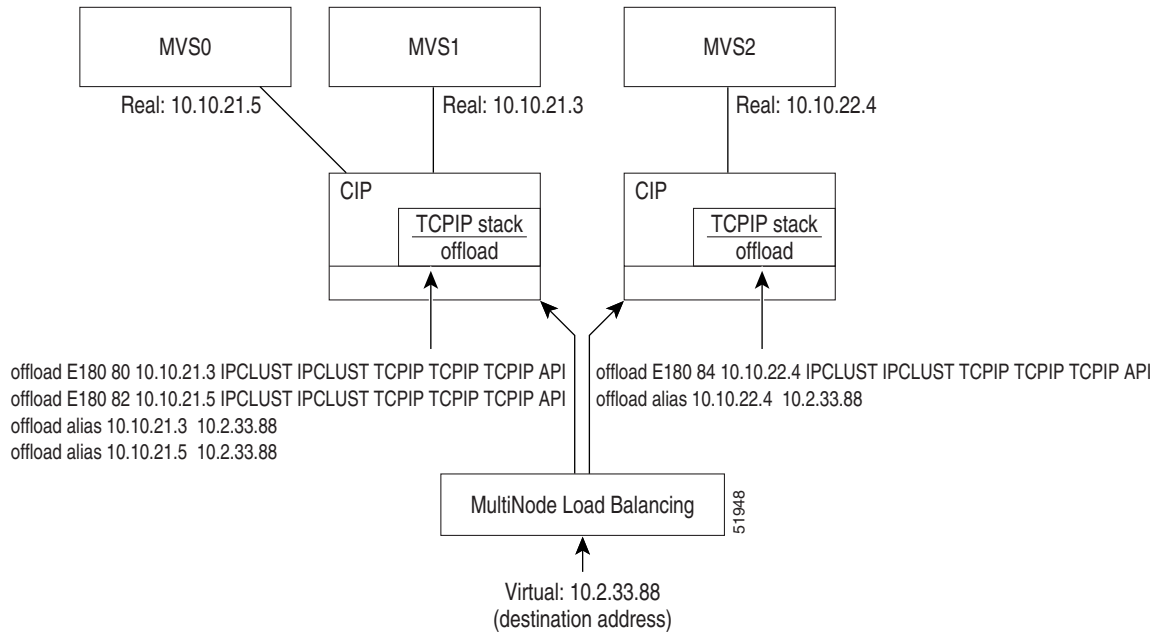 MVS0
MVS1
MVS2
Real: 10.10.21.5
Real: 10.10.21.3
Real: 10.10.22.4
CIP
TCPIP stack
offload
CIP
TCPIP stack
offload
offload E180 80 10.10.21.3 IPCLUST IPCLUST TCPIP TCPIP TCPIP API
offload E180 82 10.10.21.5 IPCLUST IPCLUST TCPIP TCPIP TCPIP API
offload alias 10.10.21.3 10.2.33.88
offload alias 10.10.21.5 10.2.33.88
offload E180 84 10.10.22.4 IPCLUST IPCLUST TCPIP TCPIP TCPIP API
offload alias 10.10.22.4 10.2.33.88
MultiNode Load Balancing
51948
Virtual: 10.2.33.88
(destination address)